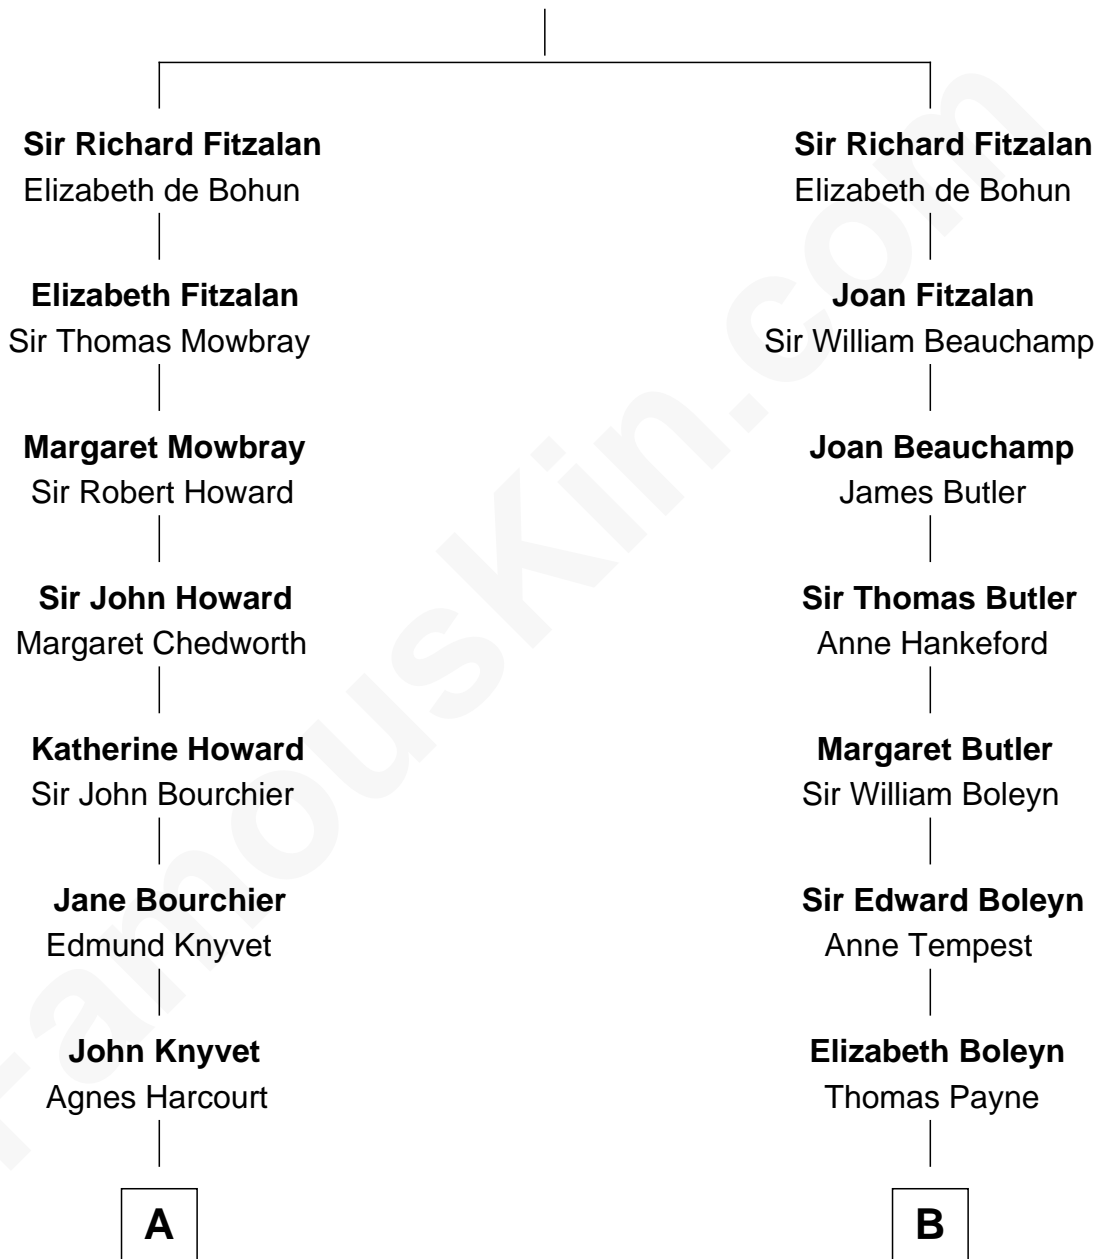 Sir Richard Fitzalan
Elizabeth de Bohun
Elizabeth Fitzalan
Sir Thomas Mowbray
Margaret Mowbray
Sir Robert Howard
Sir John Howard
Margaret Chedworth
Katherine Howard
Sir John Bourchier
Jane Bourchier
Edmund Knyvet
John Knyvet
Agnes Harcourt
A
Sir Richard Fitzalan
Elizabeth de Bohun
Joan Fitzalan
Sir William Beauchamp
Joan Beauchamp
James Butler
Sir Thomas Butler
Anne Hankeford
Margaret Butler
Sir William Boleyn
Sir Edward Boleyn
Anne Tempest
Elizabeth Boleyn
Thomas Payne
B
FamousKin.com